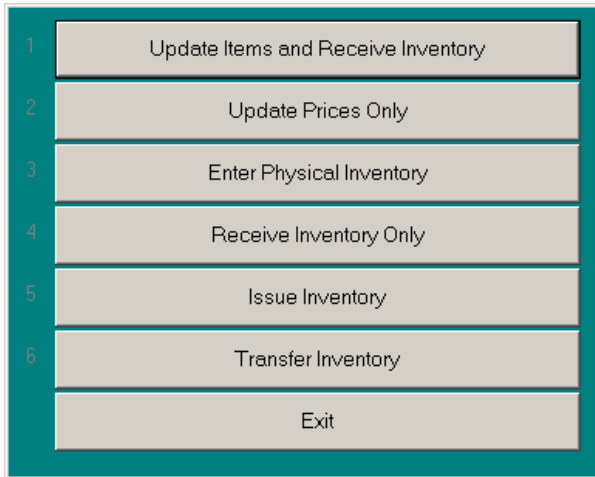 1 Update Items and Receive Inventory
2 Update Prices Only
3 Enter Physical Inventory
4 Receive Inventory Only
5 Issue Inventory
6 Transfer Inventory
Exit